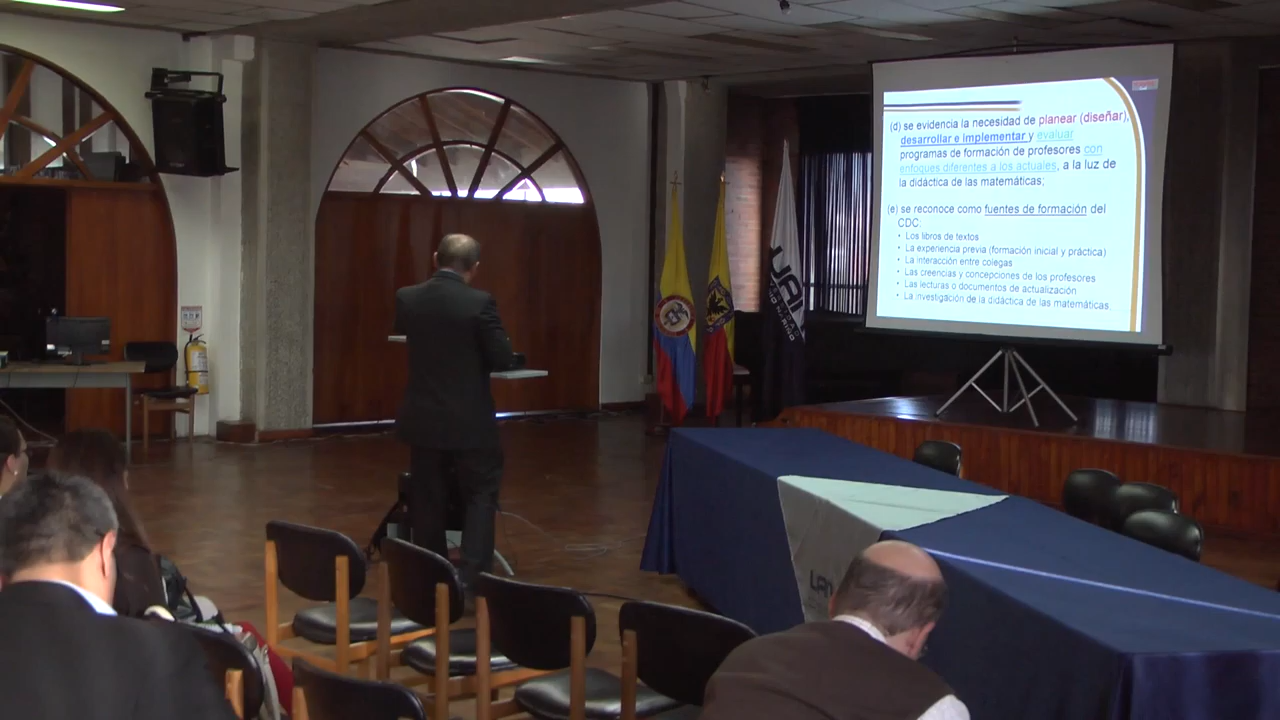 (d) se evidencia la necesidad de planear (diseñar),
desarrollar e implementar y evaluar
programas de formación de profesores con
enfoques diferentes a los actuales, a la luz de
la didáctica de las matemáticas;
(e) se reconoce como fuentes de formación del
CDC:
• Los libros de textos
• La experiencia previa (formación inicial y práctica)
• La interacción entre colegas
• Las creencias y concepciones de los profesores
• Las lecturas o documentos de actualización
• La investigación de la didáctica de las matemáticas.